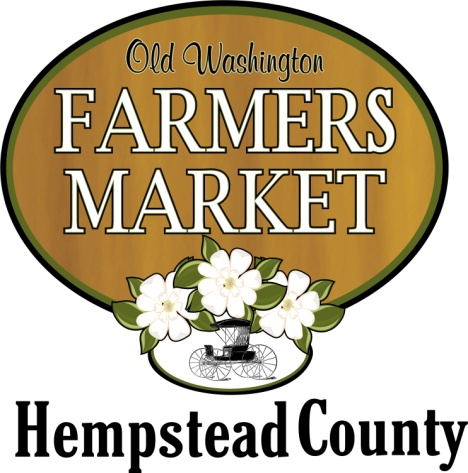 Old Washington
FARMERS
MARKET
Hempstead County